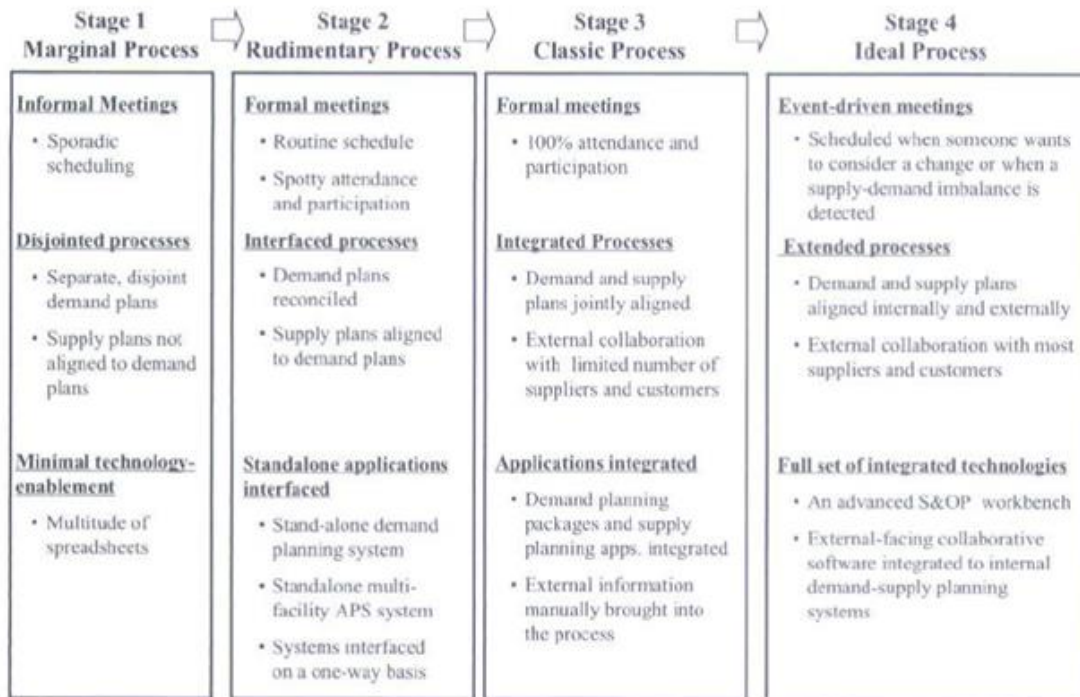 Stage 1
Marginal Process
Informal Meetings
• Sporadic
scheduling
Disjointed processes
• Separate, disjoint
demand plans
• Supply plans not
aligned to demand
plans
Minimal technology-
enablement
• Multitude of
spreadsheets
Stage 2
Rudimentary Process
Formal meetings
• Routine schedule
• Spotty attendance
and participation
Interfaced processes
• Demand plans
reconciled
• Supply plans aligned
to demand plans
Standalone applications
interfaced
• Stand-alone demand
planning system
• Standalone multi-
facility APS system
• Systems interfaced
on a one-way basis
Stage 3
Classic Process
Formal meetings
• 100% attendance and
participation
Integrated Processes
• Demand and supply
plans jointly aligned
• External collaboration
with limited number of
suppliers and customers
Applications integrated
• Demand planning
packages and supply
planning apps. integrated
• External information
manually brought into
the process
Stage 4
Ideal Process
Event-driven meetings
• Scheduled when someone wants
to consider a change or when a
supply-demand imbalance is
detected
Extended processes
• Demand and supply plans
aligned internally and externally
• External collaboration with most
suppliers and customers
Full set of integrated technologies
• An advanced S&OP workbench
• External-facing collaborative
software integrated to internal
demand-supply planning
systems